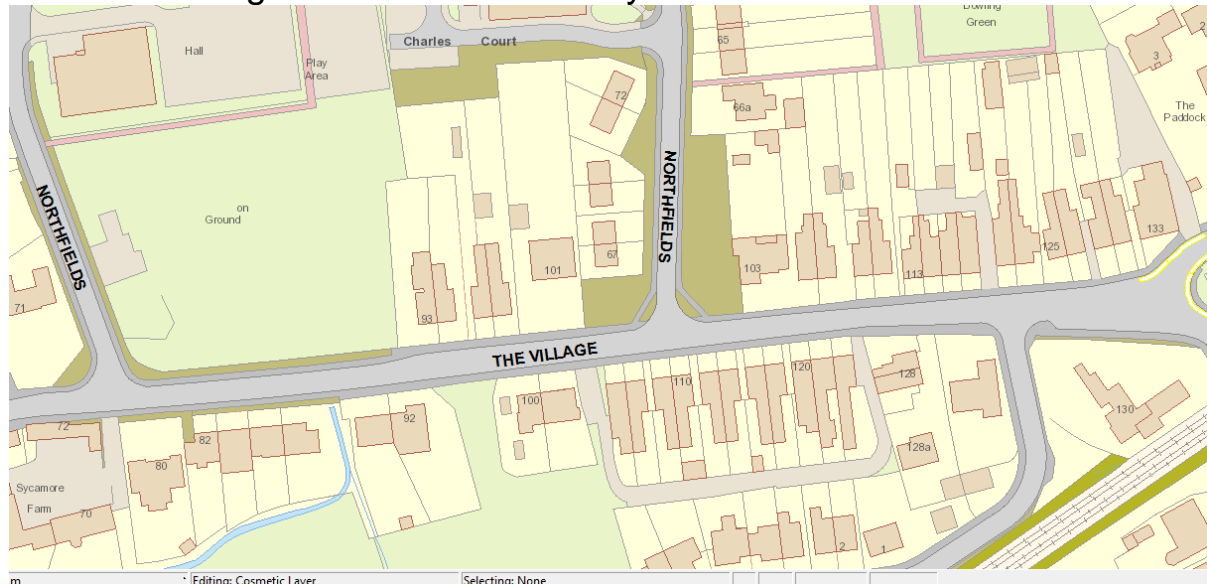 Bowling
Green
Charles Court
Hall
Play
Area
65
3
2
72
66a
The
Paddock
NORTHFIELDS
NORTHFIELDS
on
Ground
67
101
93
103
113
125
133
71
THE VILLAGE
72
80
82
92
100
110
120
128
128a
130
Sycamore
Farm
70
2
1
Editing: Cosmetic Layer
Selecting: None